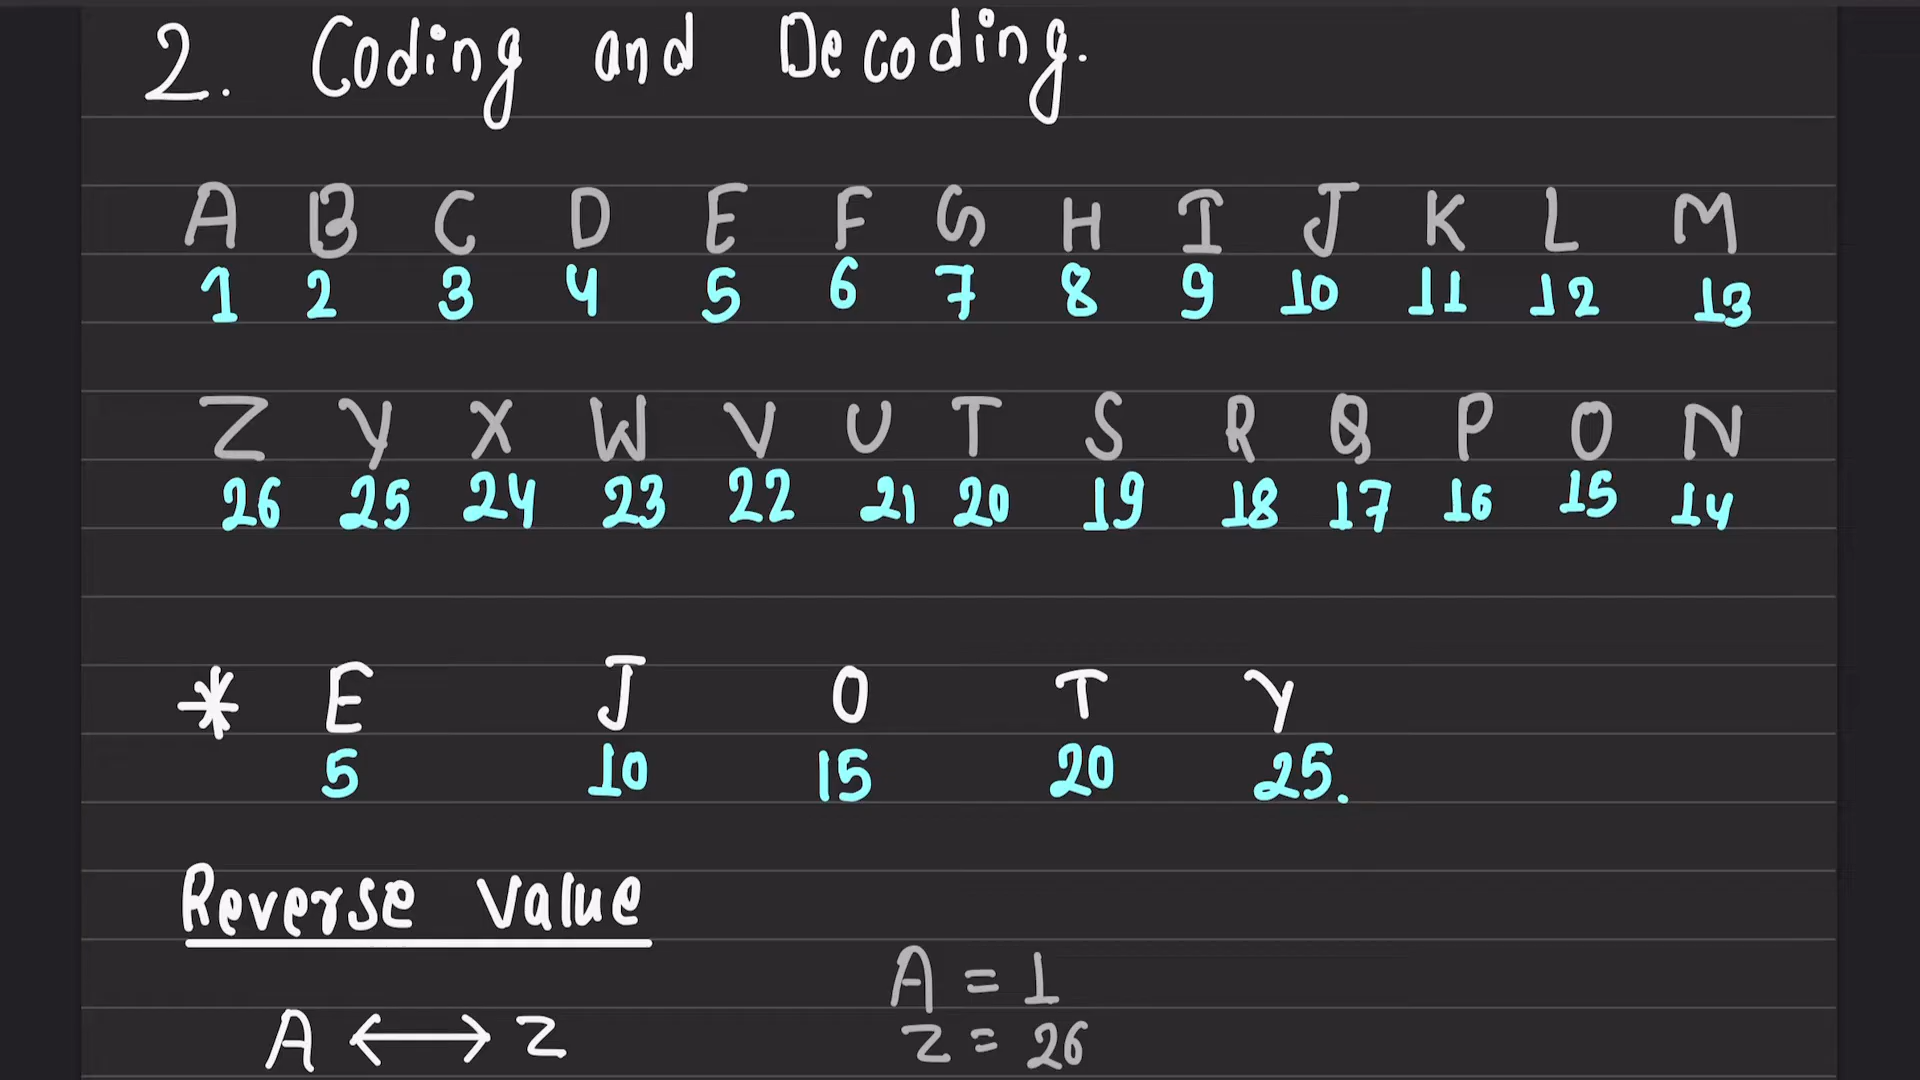 2. Coding and Decoding.
A B C D E F G H I J K L M
1 2 3 4 5 6 7 8 9 10 11 12 13
Z Y X W V U T S R Q P O N
26 25 24 23 22 21 20 19 18 17 16 15 14
* E J O T Y
5 10 15 20 25.
Reverse value
A = 1
A ↔ Z
Z = 26